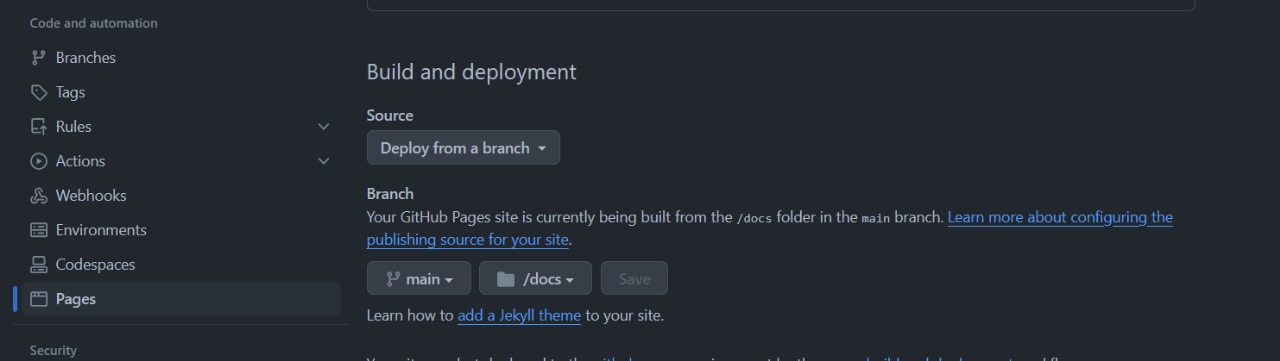 Code and automation
Branches
Tags
Rules
Actions
Webhooks
Environments
Codespaces
Pages
Security
Build and deployment
Source
Deploy from a branch
Branch
Your GitHub Pages site is currently being built from the /docs folder in the main branch. Learn more about configuring the
publishing source for your site.
main
/docs
Save
Learn how to add a Jekyll theme to your site.